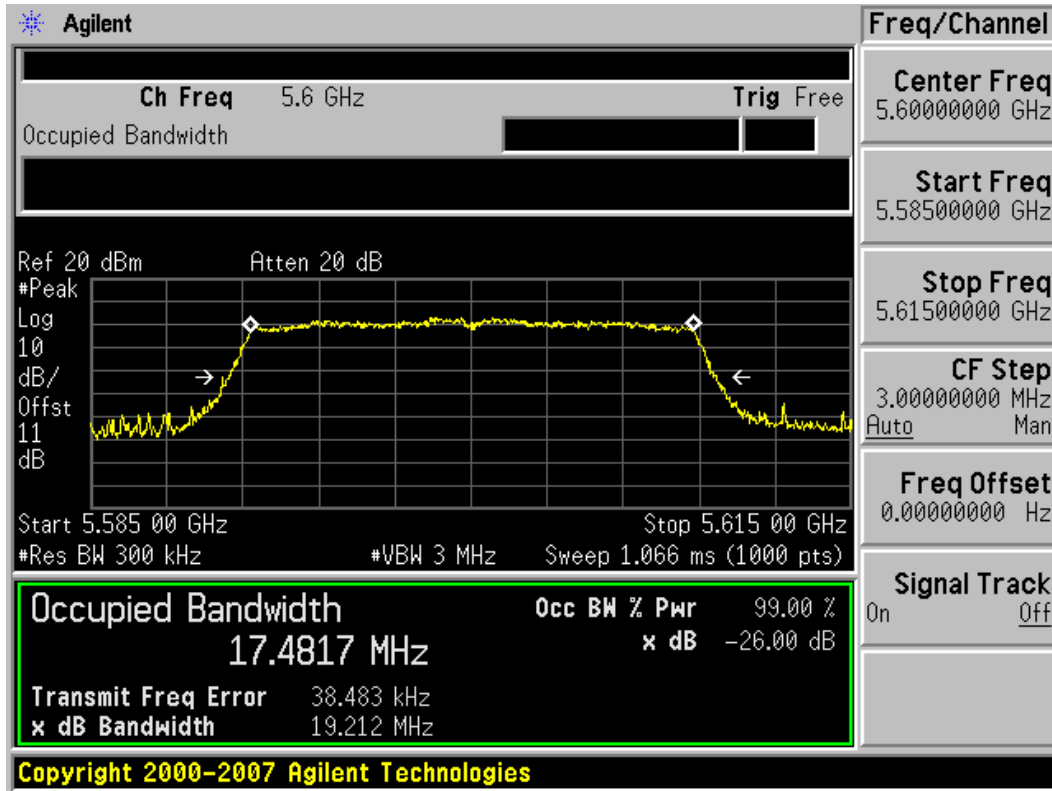 Agilent
Freq/Channel
Ch Freq 5.6 GHz Trig Free
Occupied Bandwidth
Center Freq
5.60000000 GHz
Start Freq
5.58500000 GHz
Stop Freq
5.61500000 GHz
CF Step
3.00000000 MHz
Auto Man
Freq Offset
0.00000000 Hz
Signal Track
On Off
Ref 20 dBm Atten 20 dB
#Peak
Log
10
dB/
Offst
11
dB
Start 5.585 00 GHz Stop 5.615 00 GHz
#Res BW 300 kHz #VBW 3 MHz Sweep 1.066 ms (1000 pts)
Occupied Bandwidth
17.4817 MHz
Occ BW % Pwr 99.00 %
x dB -26.00 dB
Transmit Freq Error 38.483 kHz
x dB Bandwidth 19.212 MHz
Copyright 2000-2007 Agilent Technologies